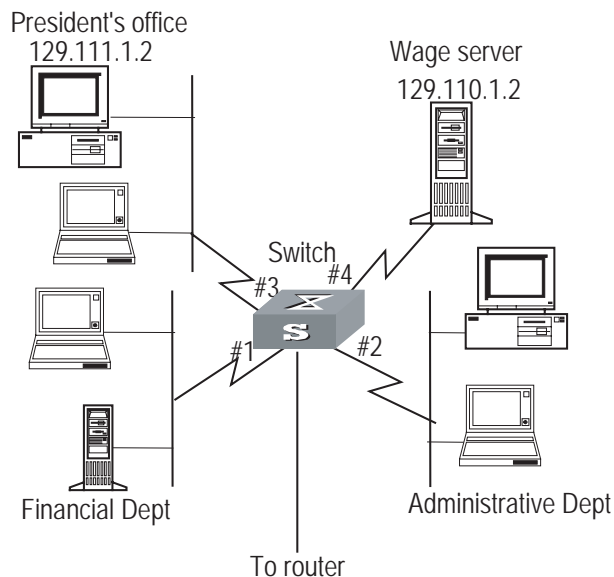 President's office
129.111.1.2
Wage server
129.110.1.2
Switch
#3
#4
#1
#2
S
Financial Dept
Administrative Dept
To router